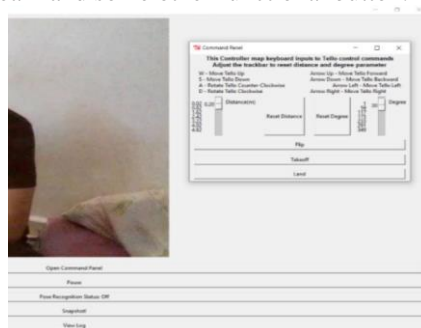 Command Panel
This Controller map keyboard inputs to Tello control commands
Adjust the trackbar to reset distance and degree parameter
W - Move Tello Up
S - Move Tello Down
A - Rotate Tello Counter-Clockwise
D - Rotate Tello Clockwise
Arrow Up - Move Tello Forward
Arrow Down - Move Tello Backward
Arrow Left - Move Tello Left
Arrow Right - Move Tello Right
0.20
Distance(m)
Reset Distance
Reset Degree
Degree
Flip
Takeoff
Land
Open Command Panel
Pause
Pose Recognition Status: Off
Snapshot!
View Log